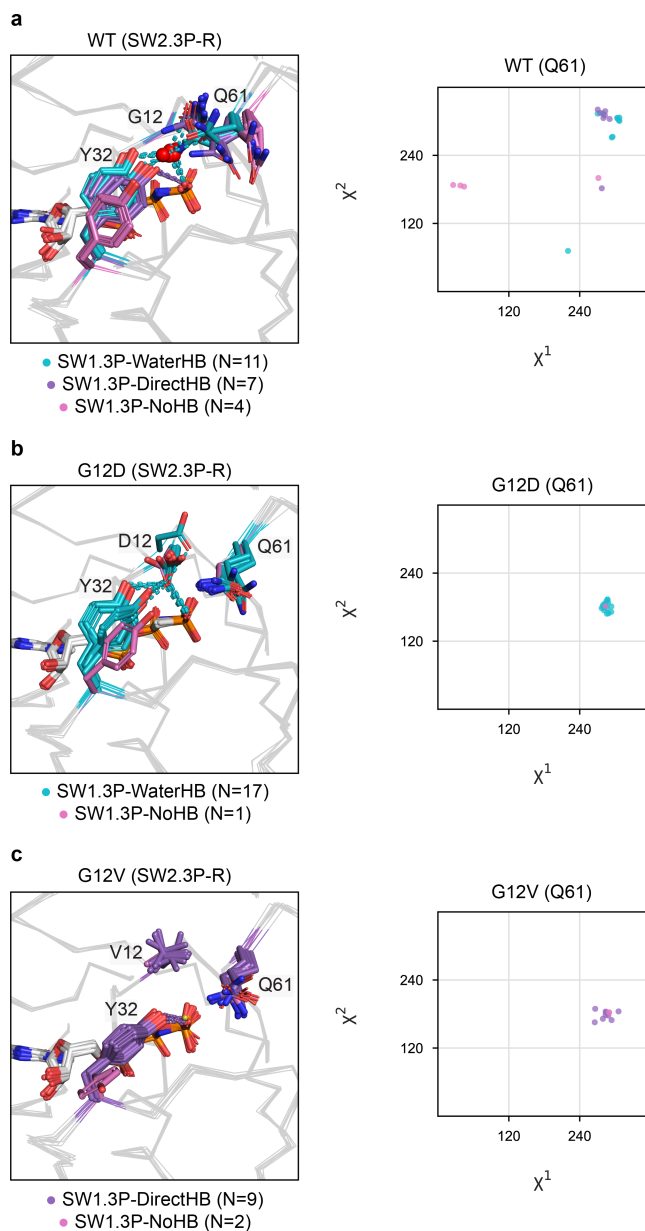 a
WT (SW2.3P-R)
G12
Q61
Y32
SW1.3P-WaterHB (N=11)
SW1.3P-DirectHB (N=7)
SW1.3P-NoHB (N=4)
WT (Q61)
240
120
χ2
120
240
χ1
b
G12D (SW2.3P-R)
D12
Q61
Y32
SW1.3P-WaterHB (N=17)
SW1.3P-NoHB (N=1)
G12D (Q61)
240
120
χ2
120
240
χ1
c
G12V (SW2.3P-R)
V12
Q61
Y32
SW1.3P-DirectHB (N=9)
SW1.3P-NoHB (N=2)
G12V (Q61)
240
120
χ2
120
240
χ1